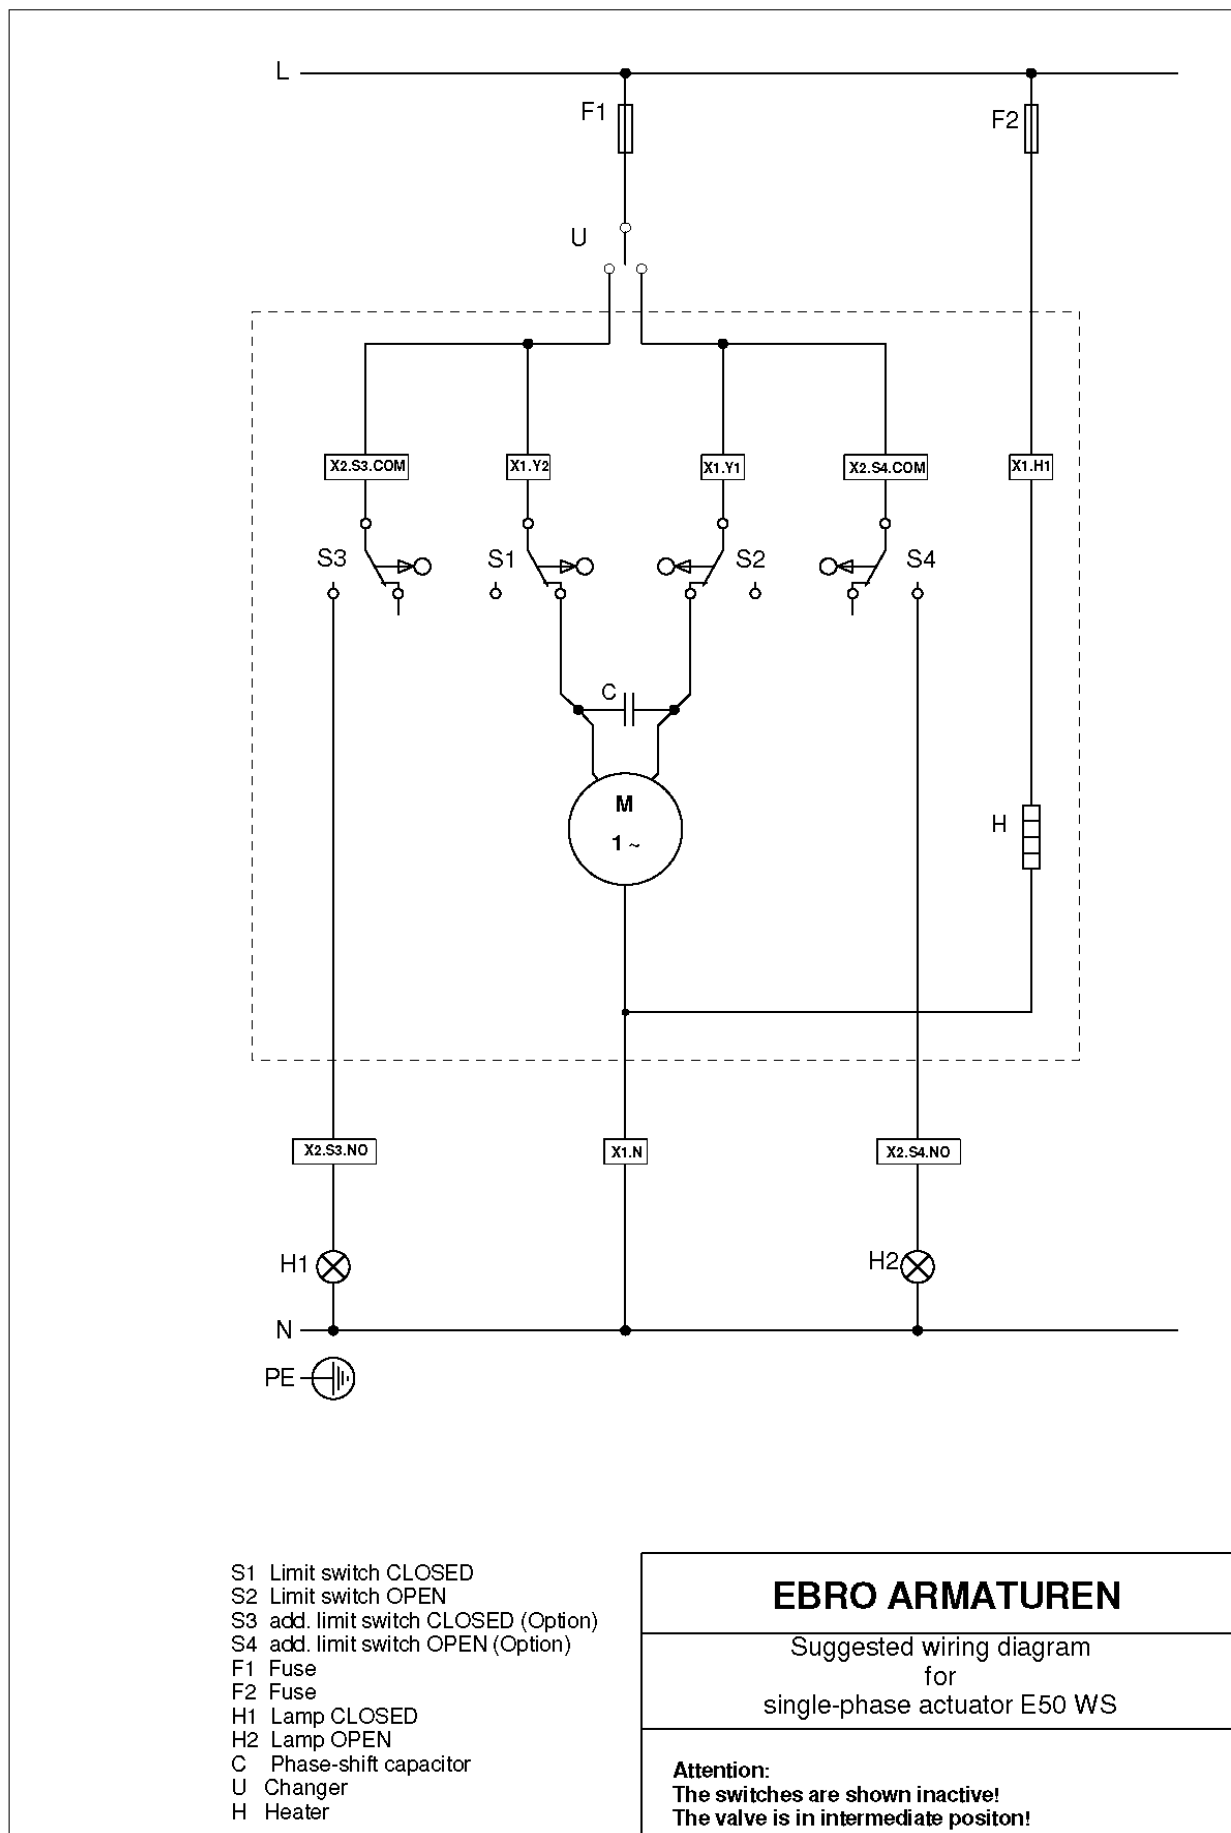 L
F1
F2
U
X2.S3.COM
X1.Y2
X1.Y1
X2.S4.COM
X1.H1
S3
S1
S2
S4
C
M
1 ~
H
X2.S3.NO
X1.N
X2.S4.NO
H1
H2
N
PE
S1 Limit switch CLOSED
S2 Limit switch OPEN
S3 add. limit switch CLOSED (Option)
S4 add. limit switch OPEN (Option)
F1 Fuse
F2 Fuse
H1 Lamp CLOSED
H2 Lamp OPEN
C Phase-shift capacitor
U Changer
H Heater
EBRO ARMATUREN
Suggested wiring diagram
for
single-phase actuator E50 WS
Attention:
The switches are shown inactive!
The valve is in intermediate positon!